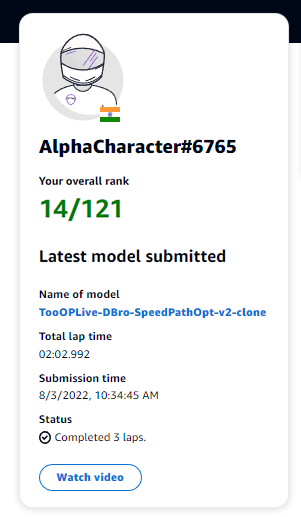 AlphaCharacter#6765
Your overall rank
14/121
Latest model submitted
Name of model
TooOPLive-DBro-SpeedPathOpt-v2-clone
Total lap time
02:02.992
Submission time
8/3/2022, 10:34:45 AM
Status
Completed 3 laps.
Watch video